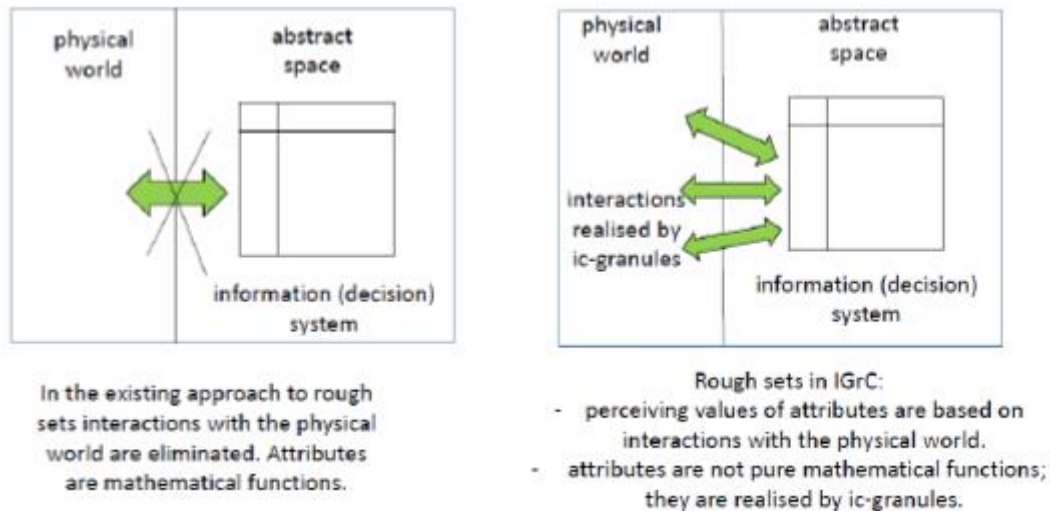 physical
world
abstract
space
information (decision)
system
In the existing approach to rough
sets interactions with the physical
world are eliminated. Attributes
are mathematical functions.
physical
world
abstract
space
interactions
realised by
ic-granules
information (decision)
system
Rough sets in IGrC:
- perceiving values of attributes are based on
interactions with the physical world.
- attributes are not pure mathematical functions;
they are realised by ic-granules.